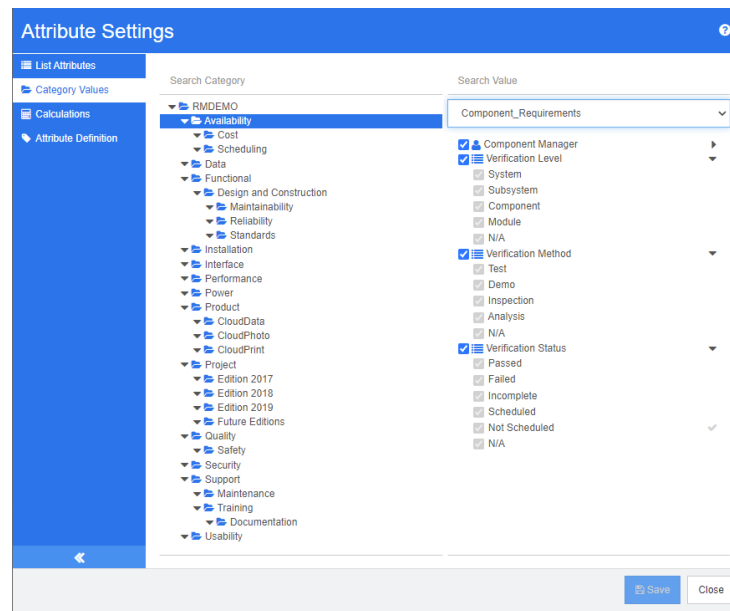 Attribute Settings
List Attributes
Category Values
Calculations
Attribute Definition
Search Category
RMDEMO
Availability
Cost
Scheduling
Data
Functional
Design and Construction
Maintainability
Reliability
Standards
Installation
Interface
Performance
Power
Product
CloudData
CloudPhoto
CloudPrint
Project
Edition 2017
Edition 2018
Edition 2019
Future Editions
Quality
Safety
Security
Support
Maintenance
Training
Documentation
Usability
Search Value
Component_Requirements
Component Manager
Verification Level
System
Subsystem
Component
Module
N/A
Verification Method
Test
Demo
Inspection
Analysis
N/A
Verification Status
Passed
Failed
Incomplete
Scheduled
Not Scheduled
N/A
Save
Close